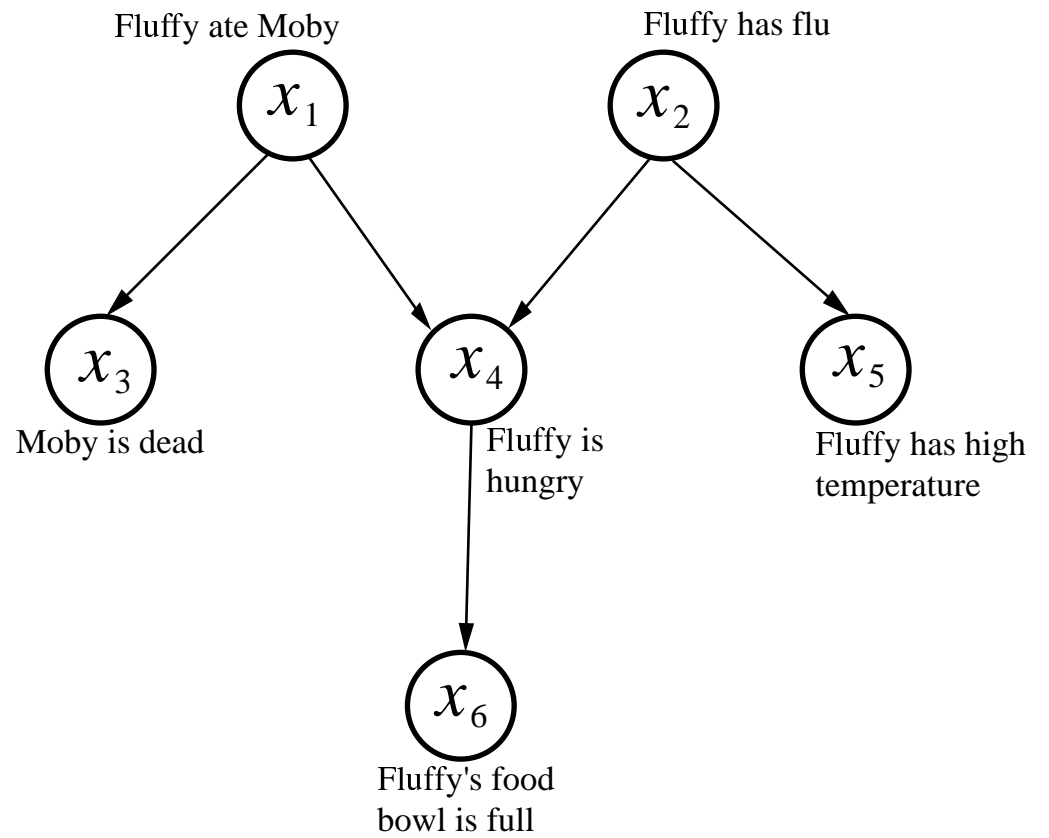 Fluffy ate Moby
Fluffy has flu
x1
x2
x3
x4
x5
Moby is dead
Fluffy is
hungry
Fluffy has high
temperature
x6
Fluffy's food
bowl is full